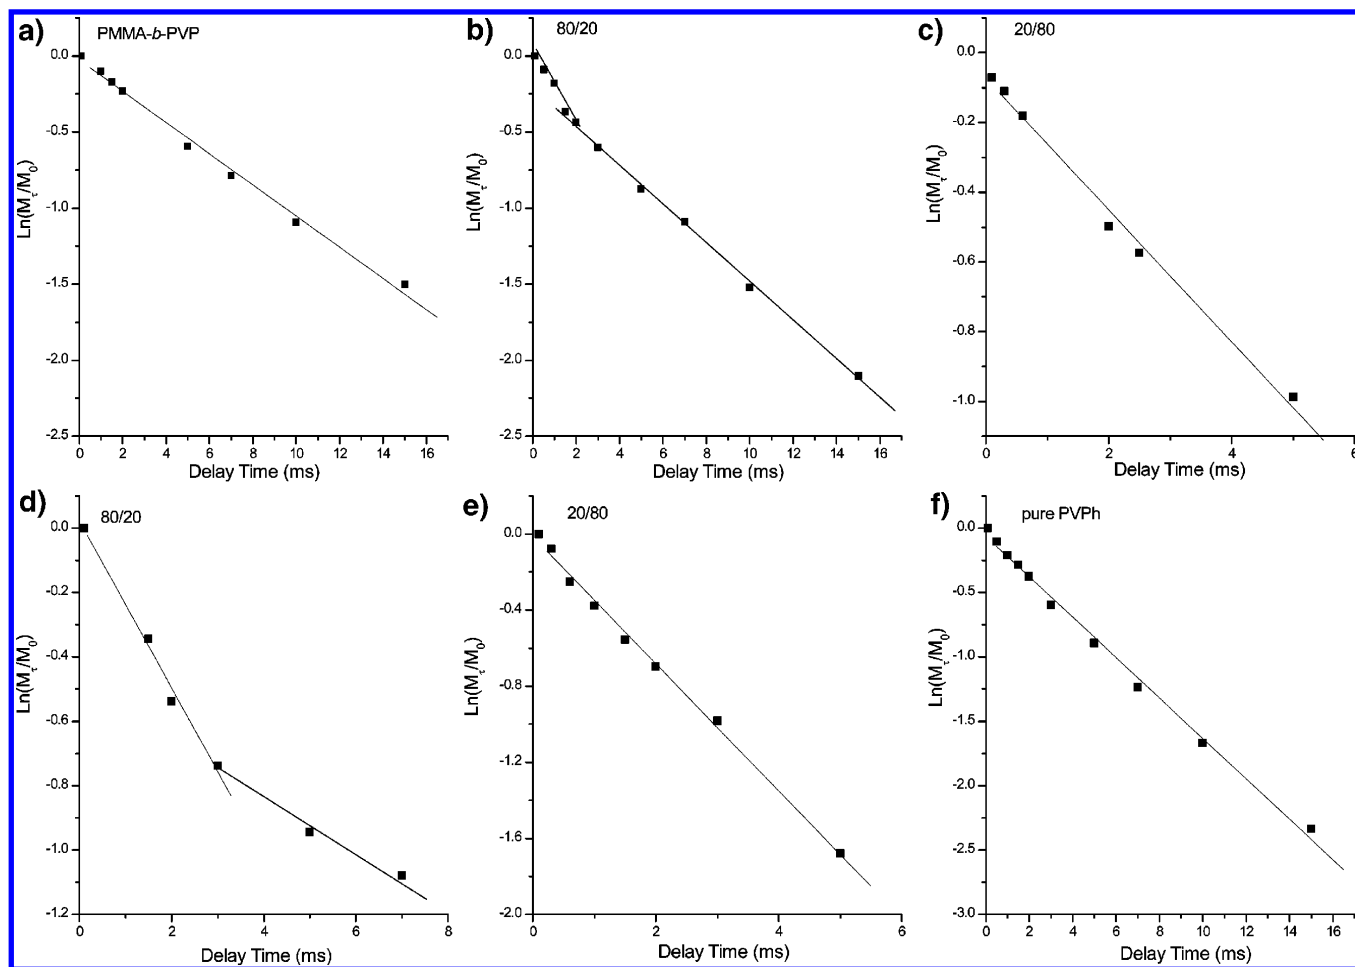 a) PMMA-b-PVP
0.0
-0.5
-1.0
-1.5
-2.0
-2.5
Ln(Mτ/M0)
0 2 4 6 8 10 12 14 16
Delay Time (ms)
b) 80/20
0.0
-0.5
-1.0
-1.5
-2.0
-2.5
Ln(Mτ/M0)
0 2 4 6 8 10 12 14 16
Delay Time (ms)
c) 20/80
0.0
-0.2
-0.4
-0.6
-0.8
-1.0
Ln(Mτ/M0)
0 2 4 6
Delay Time (ms)
d) 80/20
0.0
-0.2
-0.4
-0.6
-0.8
-1.0
-1.2
Ln(Mτ/M0)
0 2 4 6 8
Delay Time (ms)
e) 20/80
0.0
-0.4
-0.8
-1.2
-1.6
-2.0
Ln(Mτ/M0)
0 2 4 6
Delay Time (ms)
f) pure PVPh
0.0
-0.5
-1.0
-1.5
-2.0
-2.5
-3.0
Ln(Mτ/M0)
0 2 4 6 8 10 12 14 16
Delay Time (ms)